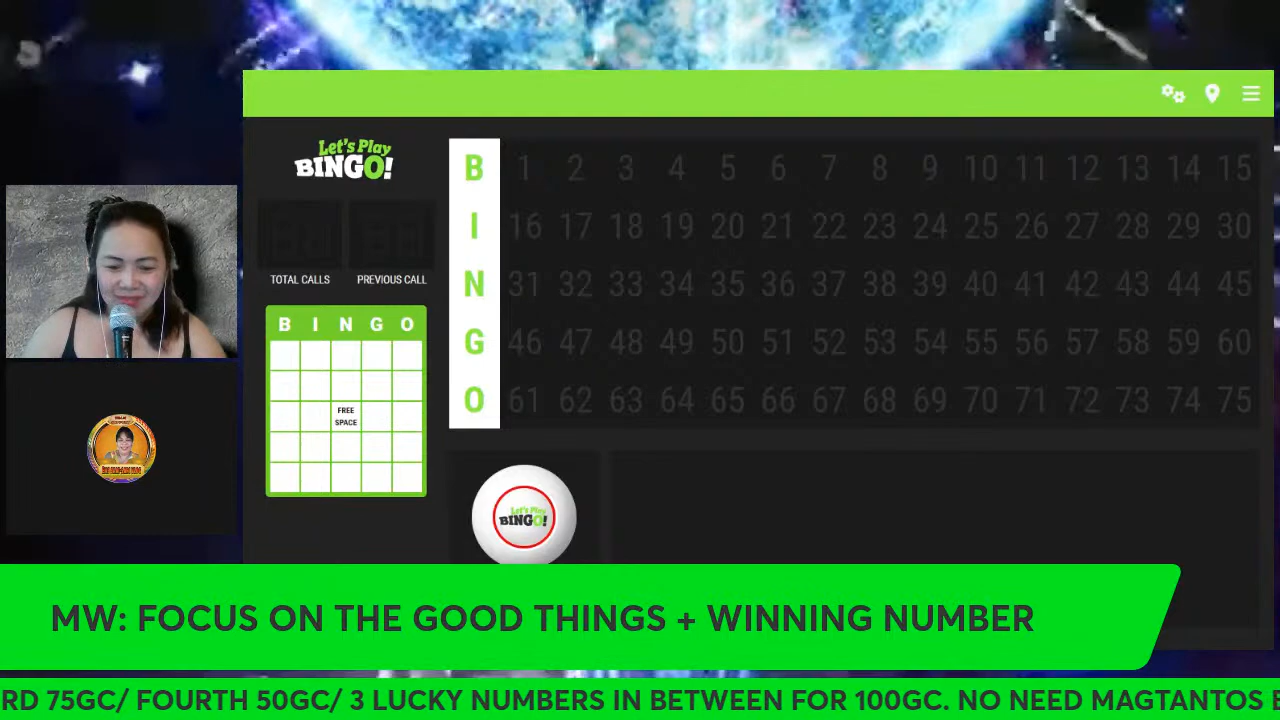 Let's Play
BINGO!
TOTAL CALLS
PREVIOUS CALL
B I N G O
FREE
SPACE
B 1 2 3 4 5 6 7 8 9 10 11 12 13 14 15
I 16 17 18 19 20 21 22 23 24 25 26 27 28 29 30
N 31 32 33 34 35 36 37 38 39 40 41 42 43 44 45
G 46 47 48 49 50 51 52 53 54 55 56 57 58 59 60
O 61 62 63 64 65 66 67 68 69 70 71 72 73 74 75
Let's Play
BINGO!
MW: FOCUS ON THE GOOD THINGS + WINNING NUMBER
RD 75GC/ FOURTH 50GC/ 3 LUCKY NUMBERS IN BETWEEN FOR 100GC. NO NEED MAGTANTOS